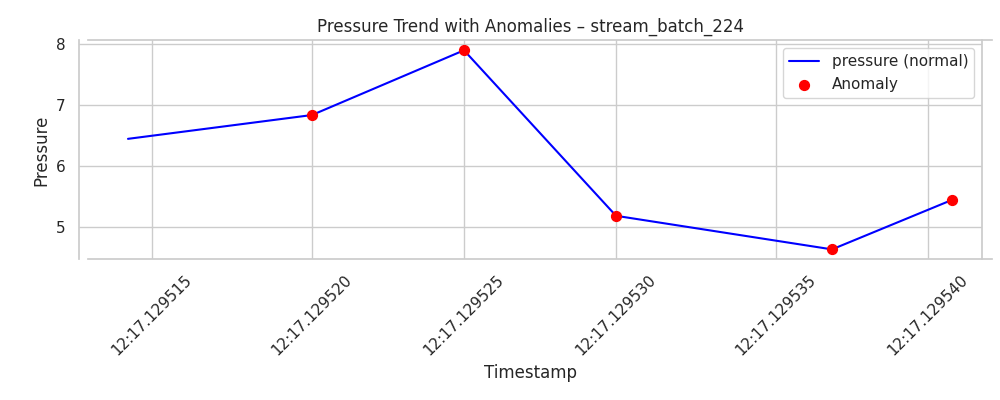 Pressure Trend with Anomalies – stream_batch_224
8
7
6
5
Pressure
pressure (normal)
Anomaly
12:17.129515
12:17.129520
12:17.129525
12:17.129530
12:17.129535
12:17.129540
Timestamp